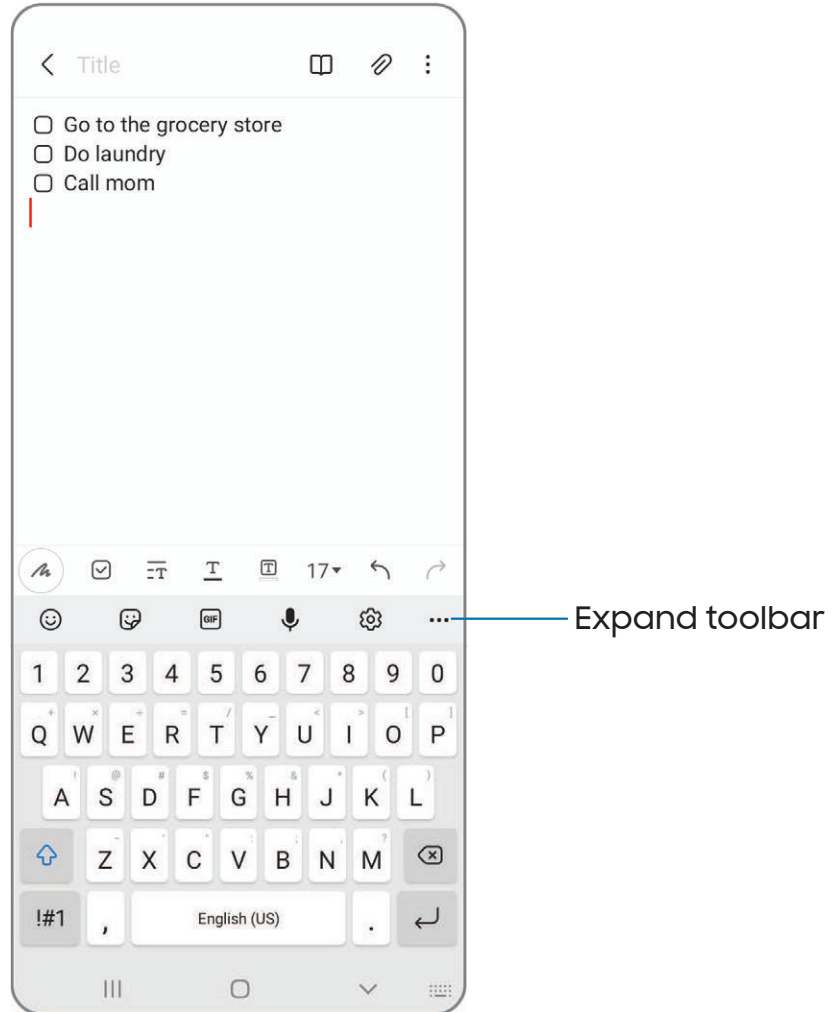 Title
Go to the grocery store
Do laundry
Call mom
T T T 17
GIF
Expand toolbar
1 2 3 4 5 6 7 8 9 0
Q W E R T Y U I O P
A S D F G H J K L
Z X C V B N M
!#1 , English (US) .